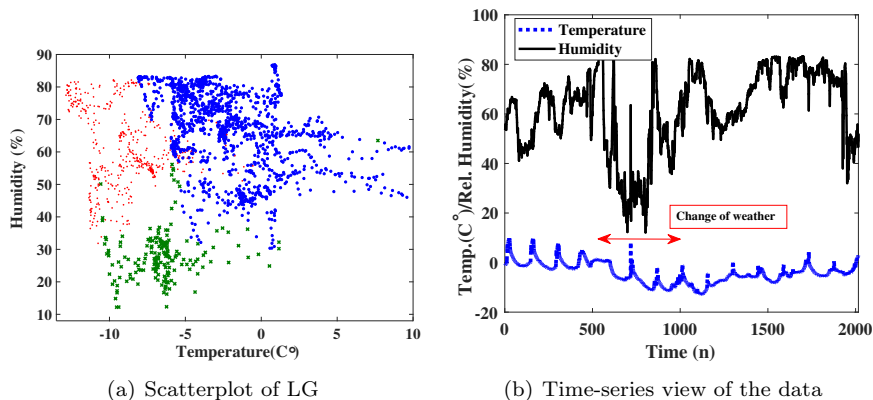 90
80
70
60
50
40
30
20
10
Humidity (%)
-10
-5
0
5
10
Temperature(C°)
(a) Scatterplot of LG
100
80
60
40
20
0
-20
Temp.(C°)/Rel. Humidity(%)
Temperature
Humidity
Change of weather
0
500
1000
1500
2000
Time (n)
(b) Time-series view of the data